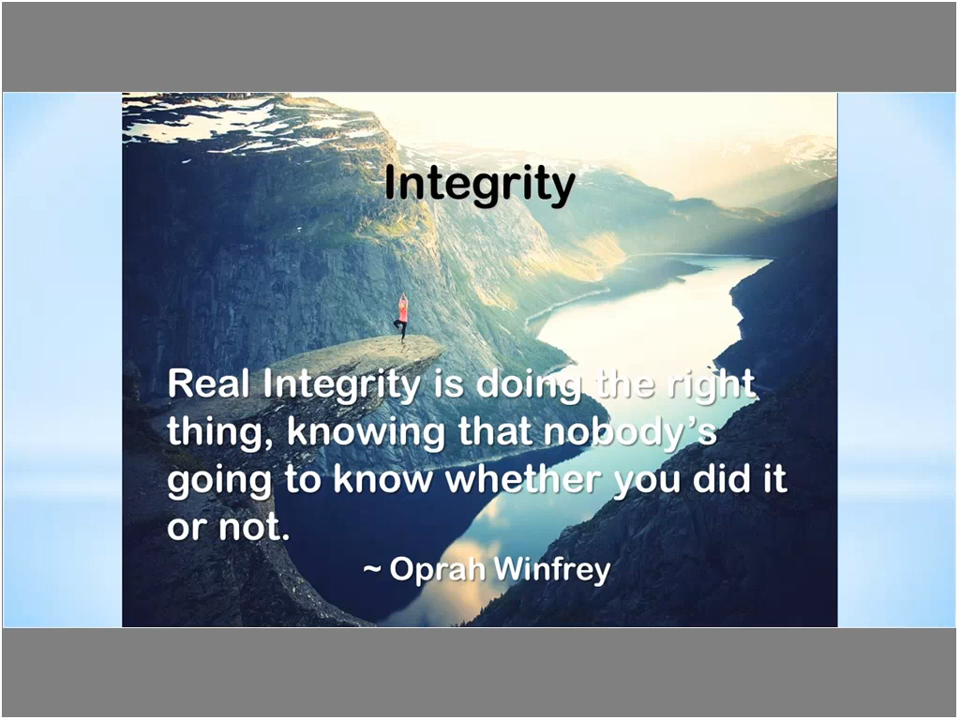 Integrity
Real Integrity is doing the right
thing, knowing that nobody’s
going to know whether you did it
or not.
~ Oprah Winfrey